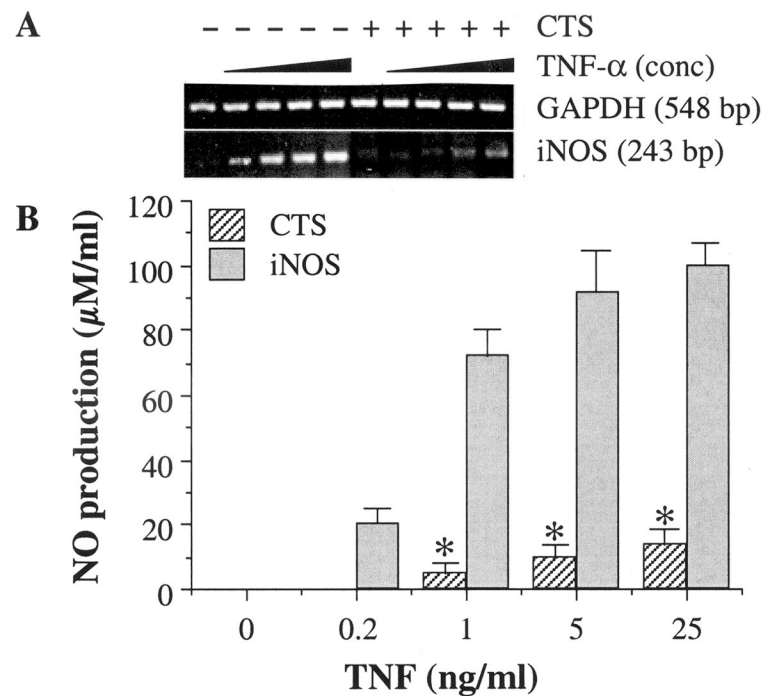 A
− − − − − + + + + + CTS
TNF-α (conc)
GAPDH (548 bp)
iNOS (243 bp)
B
CTS
iNOS
NO production (µM/ml)
120
100
80
60
40
20
0
* * *
0 0.2 1 5 25
TNF (ng/ml)